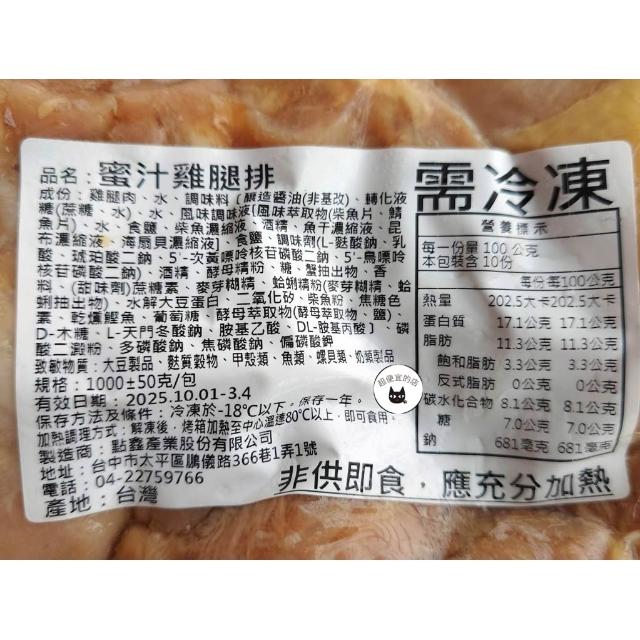 品名：蜜汁雞腿排
成份：雞腿肉、水、調味料〔釀造醬油(非基改)、轉化液
糖(蔗糖、水)、水、風味調味液[風味萃取物(柴魚片、鯖
魚片)、水、食鹽、柴魚濃縮液、酒精、魚干濃縮液、昆
布濃縮液、海扇貝濃縮液]、食鹽、調味劑(L-麩酸鈉、乳
酸、琥珀酸二鈉、5'-次黃嘌呤核苷磷酸二鈉、5'-鳥嘌呤
核苷磷酸二鈉)、酒精、酵母精粉、糖、蟹抽出物、香
料、(甜味劑)蔗糖素、麥芽糊精、蛤蜊精粉(麥芽糊精、蛤
蜊抽出物)、水解大豆蛋白、二氧化矽、柴魚粉、焦糖色
素、乾燥鰹魚、葡萄糖、酵母萃取物(酵母萃取物、鹽)、
D-木糖、L-天門冬酸鈉、胺基乙酸、DL-胺基丙酸〕、磷
酸二澱粉、多磷酸鈉、焦磷酸鈉、偏磷酸鉀
致敏物質：大豆製品、麩質穀物、甲殼類、魚類、螺貝類、奶類製品
規格：1000±50克/包
有效日期：2025.10.01-3.4
保存方法及條件：冷凍於-18℃以下，保存一年。
加熱調理方式：解凍後，烤箱加熱至中心溫達80℃以上，即可食用。
製造商：點鑫產業股份有限公司
地址：台中市太平區鵬儀路366巷1弄1號
電話：04-22759766
產地：台灣
需冷凍
營養標示
每一份量 100 公克
本包裝含 10份
每份 每100公克
熱量 202.5大卡 202.5大卡
蛋白質 17.1公克 17.1公克
脂肪 11.3公克 11.3公克
飽和脂肪 3.3公克 3.3公克
反式脂肪 0公克 0公克
碳水化合物 8.1公克 8.1公克
糖 7.0公克 7.0公克
鈉 681毫克 681毫克
超便宜的店
非供即食，應充分加熱